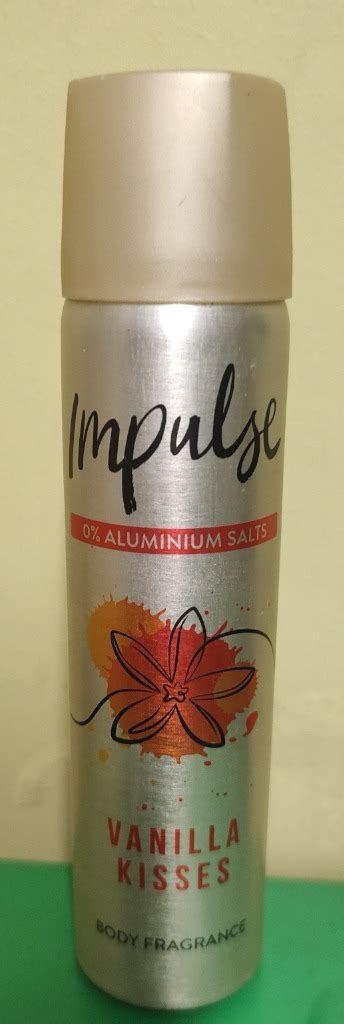 Impulse
0% ALUMINIUM SALTS
VANILLA
KISSES
BODY FRAGRANCE